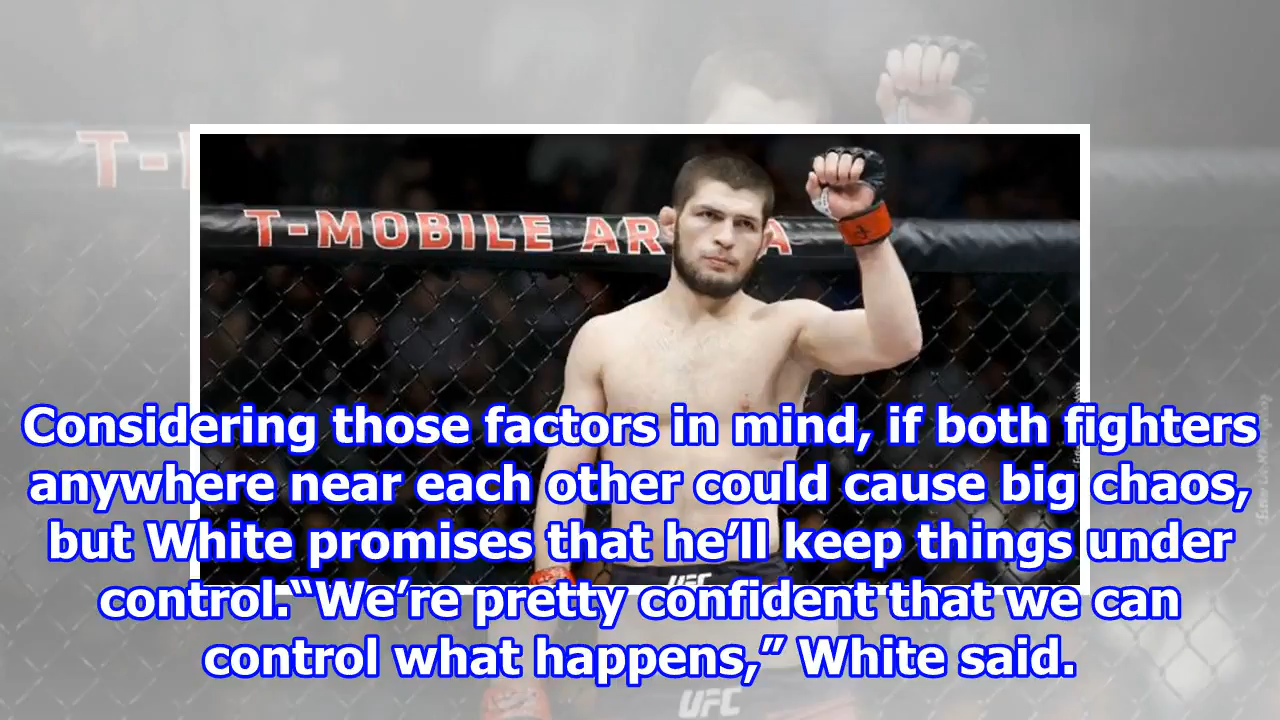 T-MOBILE AR A
Considering those factors in mind, if both fighters
anywhere near each other could cause big chaos,
but White promises that he’ll keep things under
control.“We’re pretty confident that we can
control what happens,” White said.
UFC
UFC